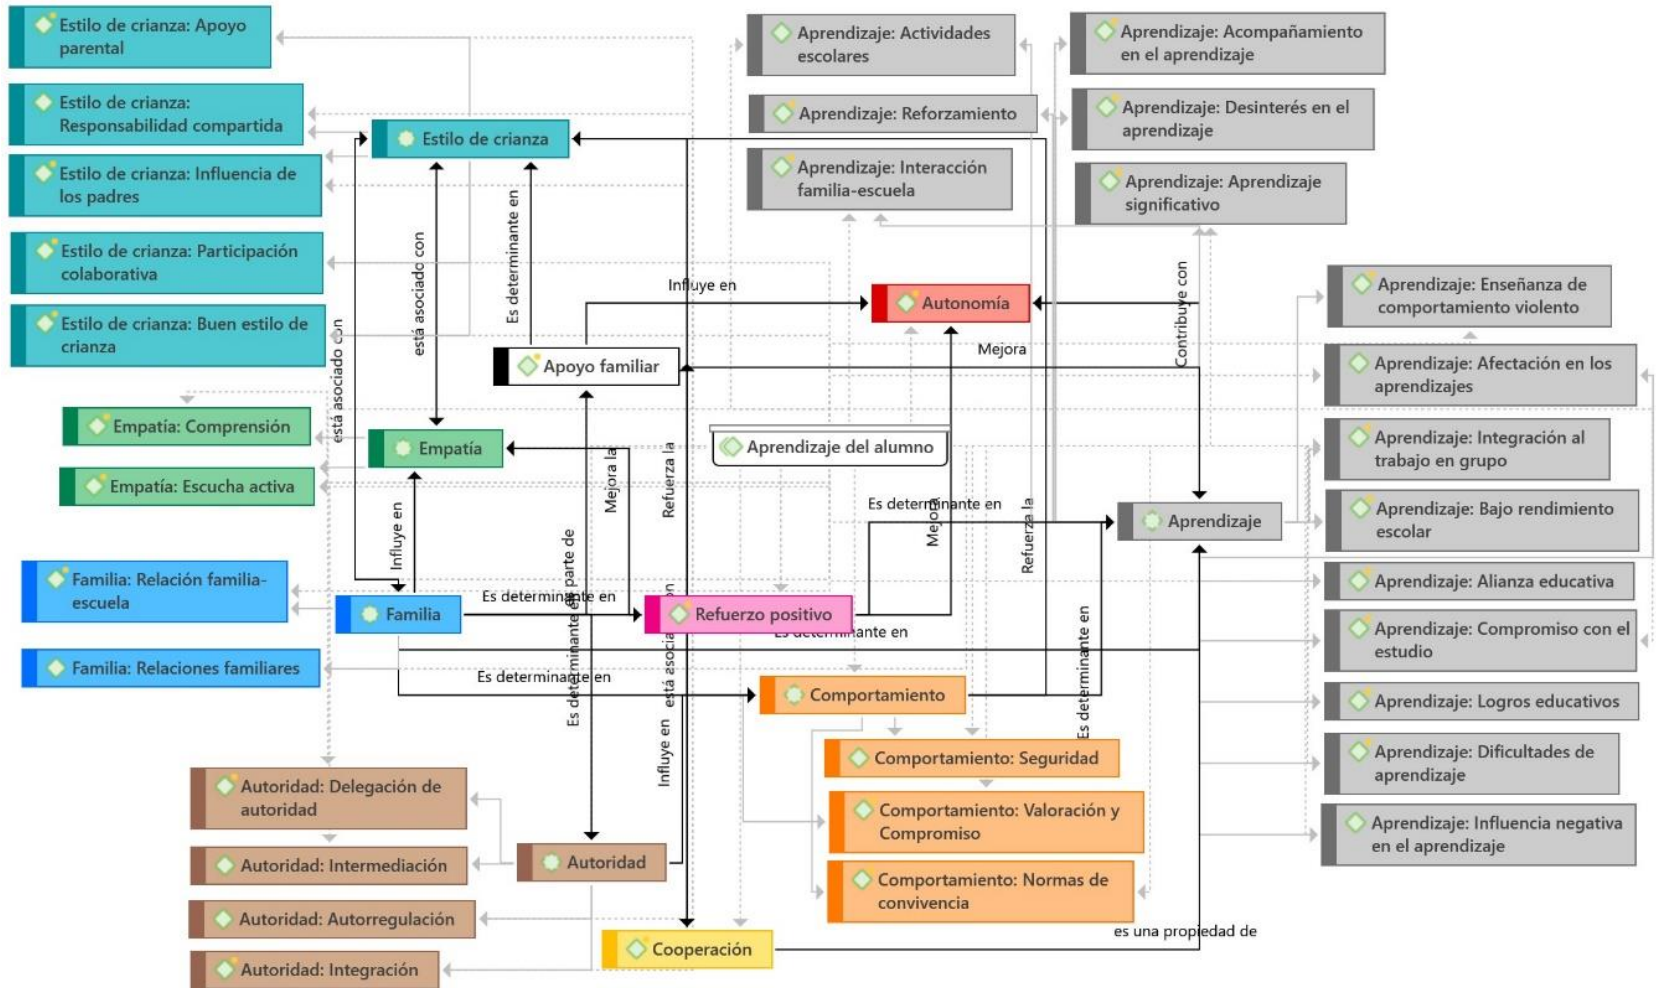 Estilo de crianza: Apoyo
parental
Estilo de crianza:
Responsabilidad compartida
Estilo de crianza: Influencia de
los padres
Estilo de crianza: Participación
colaborativa
Estilo de crianza: Buen estilo de
crianza
Estilo de crianza
Aprendizaje: Actividades
escolares
Aprendizaje: Reforzamiento
Aprendizaje: Interacción
familia-escuela
Aprendizaje: Acompañamiento
en el aprendizaje
Aprendizaje: Desinterés en el
aprendizaje
Aprendizaje: Aprendizaje
significativo
está asociado con
está asociado con
Es determinante en
Influye en
Autonomía
Mejora
Contribuye con
Apoyo familiar
Aprendizaje: Enseñanza de
comportamiento violento
Aprendizaje: Afectación en los
aprendizajes
Aprendizaje: Integración al
trabajo en grupo
Aprendizaje: Bajo rendimiento
escolar
Aprendizaje: Alianza educativa
Aprendizaje: Compromiso con el
estudio
Aprendizaje: Logros educativos
Aprendizaje: Dificultades de
aprendizaje
Aprendizaje: Influencia negativa
en el aprendizaje
Empatía: Comprensión
Empatía: Escucha activa
Empatía
Mejora la
Refuerza la
Aprendizaje del alumno
Es determinante en
Mejora
Refuerza la
Aprendizaje
Influye en
es parte de
Familia: Relación familia-
escuela
Familia: Relaciones familiares
Familia
Es determinante en
Refuerzo positivo
Es determinante en
Es determinante en
Es determinante en
está asociado con
Es determinante en
Comportamiento
Influye en
Comportamiento: Seguridad
Comportamiento: Valoración y
Compromiso
Comportamiento: Normas de
convivencia
Autoridad: Delegación de
autoridad
Autoridad: Intermediación
Autoridad: Autorregulación
Autoridad: Integración
Autoridad
Cooperación
es una propiedad de